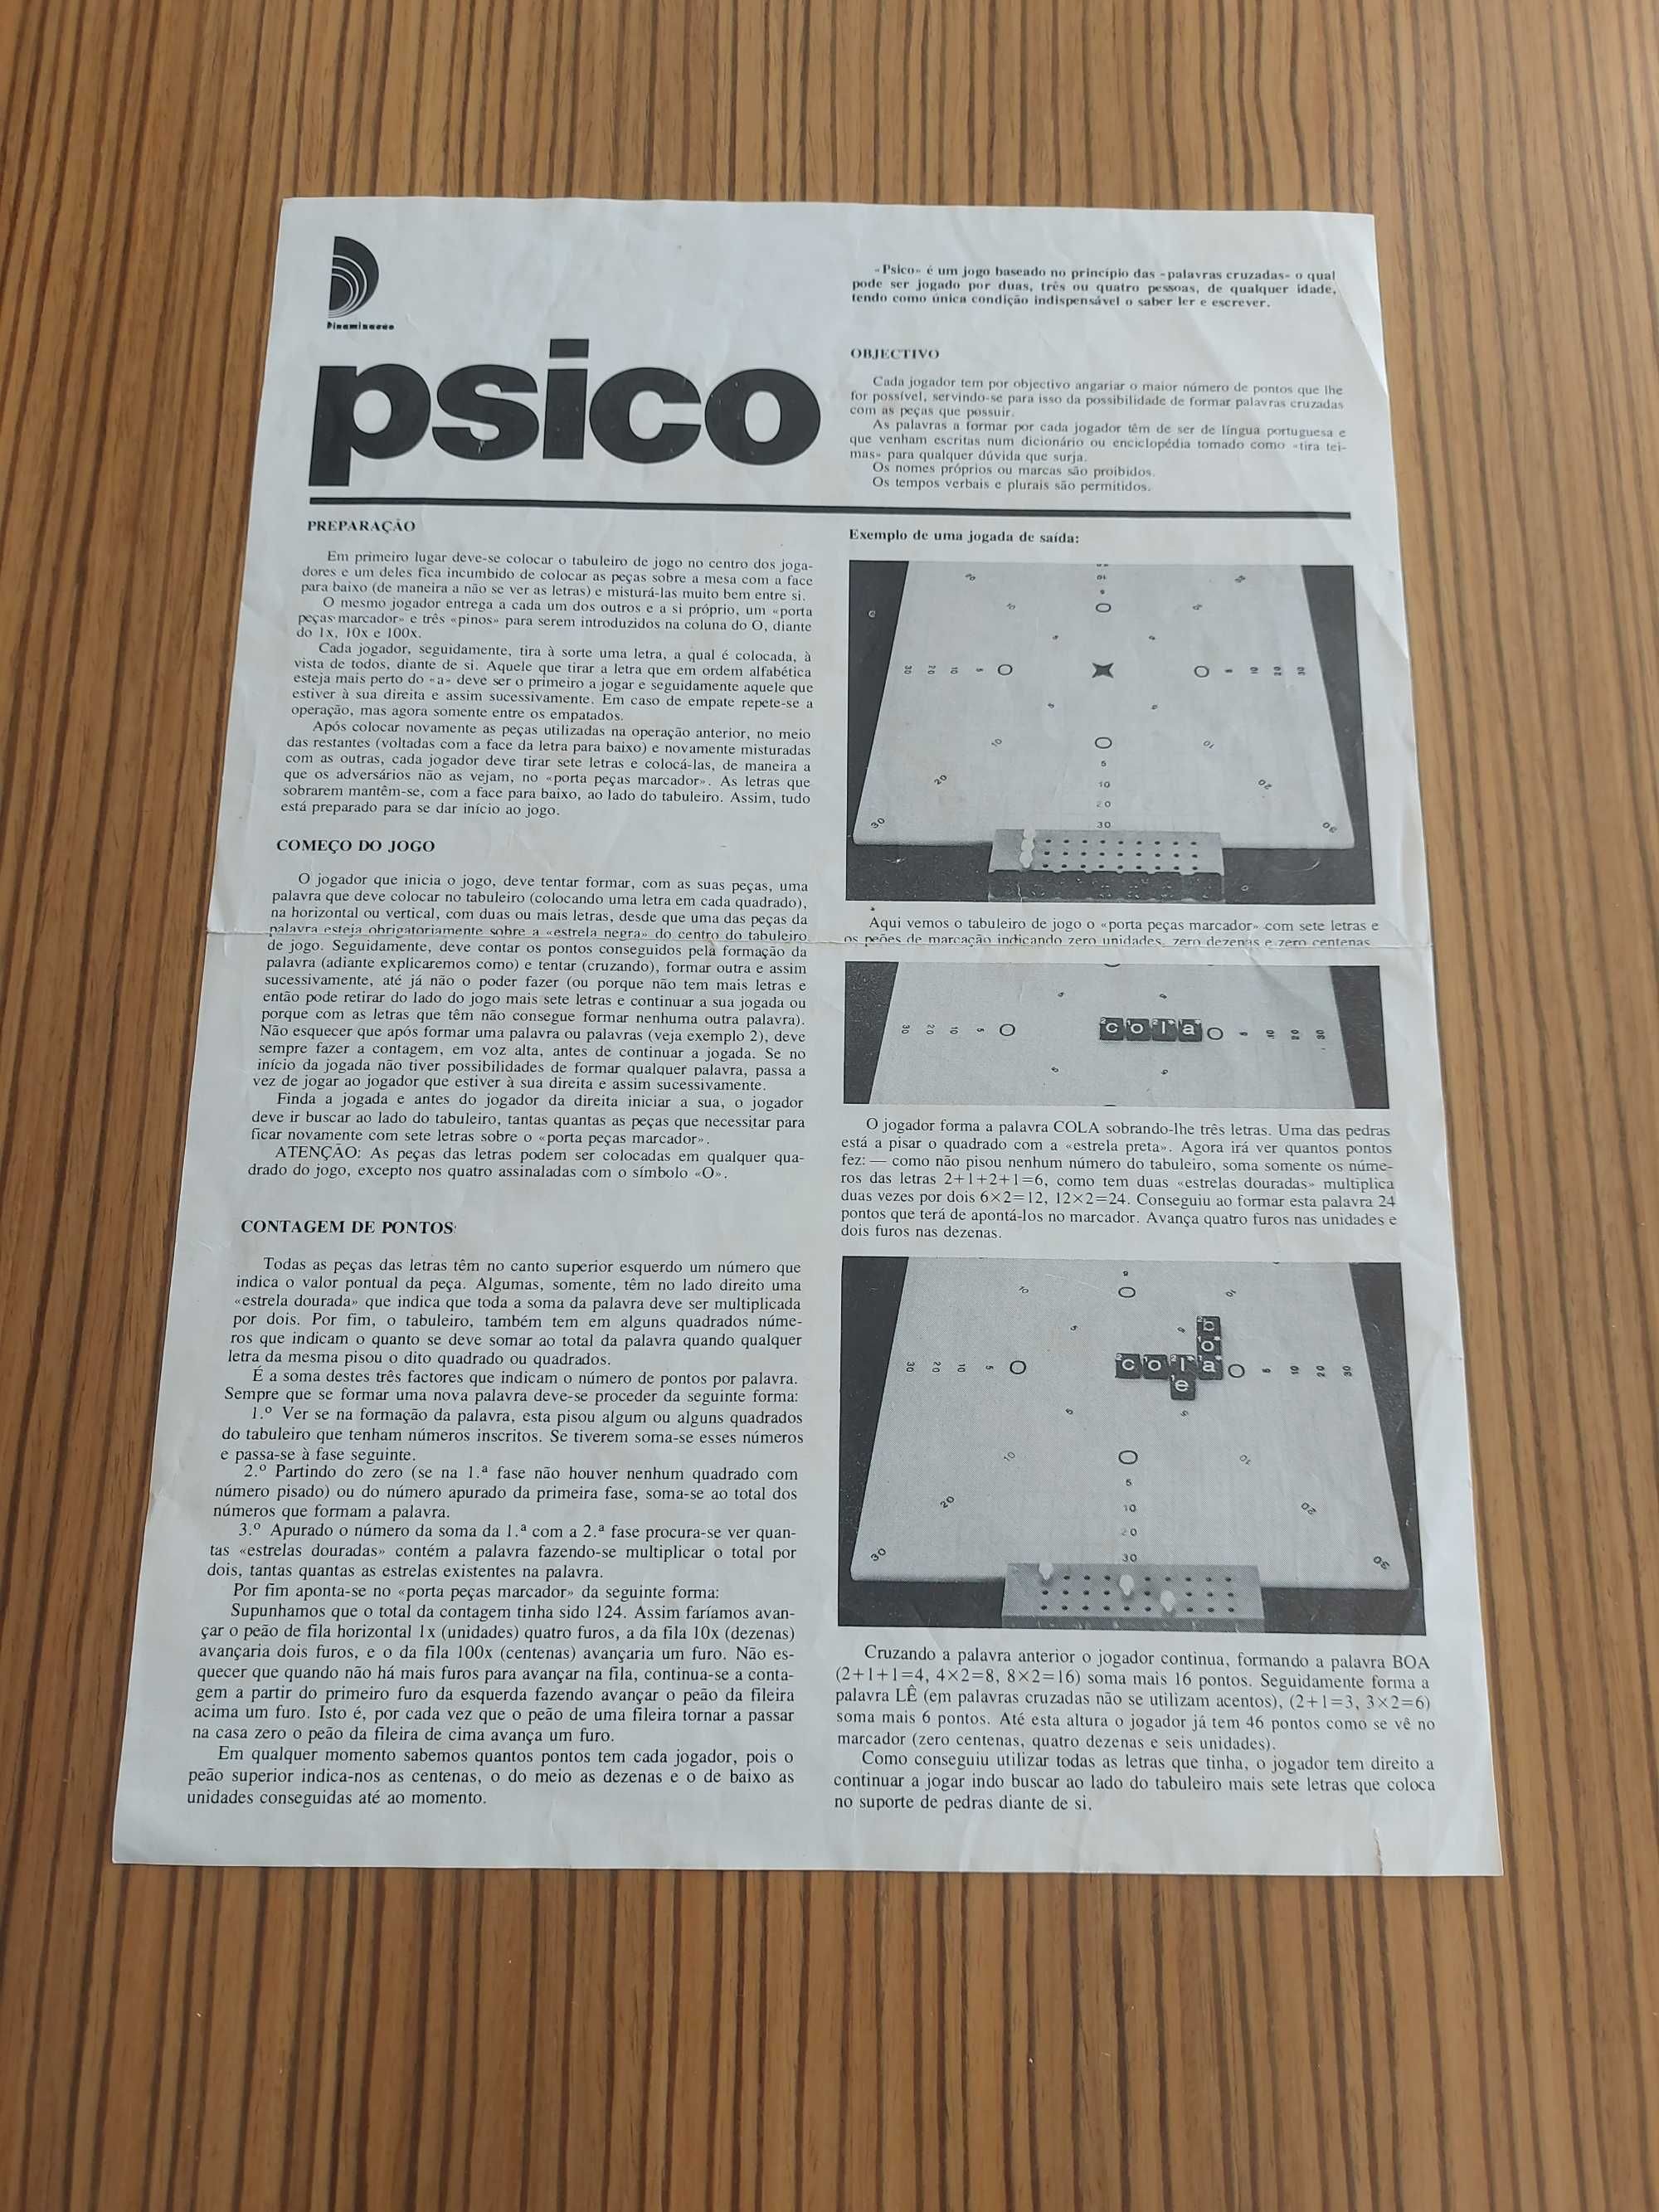 Dinamização
psico
«Psico» é um jogo baseado no princípio das «palavras cruzadas» o qual
pode ser jogado por duas, três ou quatro pessoas, de qualquer idade,
tendo como única condição indispensável o saber ler e escrever.
OBJECTIVO
Cada jogador tem por objectivo angariar o maior número de pontos que lhe
for possível, servindo-se para isso da possibilidade de formar palavras cruzadas
com as peças que possuir.
As palavras a formar por cada jogador têm de ser de língua portuguesa e
que venham escritas num dicionário ou enciclopédia tomado como «tira tei-
mas» para qualquer dúvida que surja.
Os nomes próprios ou marcas são proibidos.
Os tempos verbais e plurais são permitidos.
PREPARAÇÃO
Em primeiro lugar deve-se colocar o tabuleiro de jogo no centro dos joga-
dores e um deles fica incumbido de colocar as peças sobre a mesa com a face
para baixo (de maneira a não se ver as letras) e misturá-las muito bem entre si.
O mesmo jogador entrega a cada um dos outros e a si próprio, um «porta
peças marcador» e três «pinos» para serem introduzidos na coluna do O, diante
do 1x, 10x e 100x.
Cada jogador, seguidamente, tira à sorte uma letra, a qual é colocada, à
vista de todos, diante de si. Aquele que tirar a letra que em ordem alfabética
esteja mais perto do «a» deve ser o primeiro a jogar e seguidamente aquele que
estiver à sua direita e assim sucessivamente. Em caso de empate repete-se a
operação, mas agora somente entre os empatados.
Após colocar novamente as peças utilizadas na operação anterior, no meio
das restantes (voltadas com a face da letra para baixo) e novamente misturadas
com as outras, cada jogador deve tirar sete letras e colocá-las, de maneira a
que os adversários não as vejam, no «porta peças marcador». As letras que
sobrarem mantêm-se, com a face para baixo, ao lado do tabuleiro. Assim, tudo
está preparado para se dar início ao jogo.
COMEÇO DO JOGO
O jogador que inicia o jogo, deve tentar formar, com as suas peças, uma
palavra que deve colocar no tabuleiro (colocando uma letra em cada quadrado),
na horizontal ou vertical, com duas ou mais letras, desde que uma das peças da
palavra esteja obrigatoriamente sobre a «estrela negra» do centro do tabuleiro
de jogo. Seguidamente, deve contar os pontos conseguidos pela formação da
palavra (adiante explicaremos como) e tentar (cruzando), formar outra e assim
sucessivamente, até já não o poder fazer (ou porque não tem mais letras e
então pode retirar do lado do jogo mais sete letras e continuar a sua jogada ou
porque com as letras que têm não consegue formar nenhuma outra palavra).
Não esquecer que após formar uma palavra ou palavras (veja exemplo 2), deve
sempre fazer a contagem, em voz alta, antes de continuar a jogada. Se no
início da jogada não tiver possibilidades de formar qualquer palavra, passa a
vez de jogar ao jogador que estiver à sua direita e assim sucessivamente.
Finda a jogada e antes do jogador da direita iniciar a sua, o jogador
deve ir buscar ao lado do tabuleiro, tantas quantas as peças que necessitar para
ficar novamente com sete letras sobre o «porta peças marcador».
ATENÇÃO: As peças das letras podem ser colocadas em qualquer qua-
drado do jogo, excepto nos quatro assinaladas com o símbolo «O».
CONTAGEM DE PONTOS
Todas as peças das letras têm no canto superior esquerdo um número que
indica o valor pontual da peça. Algumas, somente, têm no lado direito uma
«estrela dourada» que indica que toda a soma da palavra deve ser multiplicada
por dois. Por fim, o tabuleiro, também tem em alguns quadrados núme-
ros que indicam o quanto se deve somar ao total da palavra quando qualquer
letra da mesma pisou o dito quadrado ou quadrados.
É a soma destes três factores que indicam o número de pontos por palavra.
Sempre que se formar uma nova palavra deve-se proceder da seguinte forma:
1.º Ver se na formação da palavra, esta pisou algum ou alguns quadrados
do tabuleiro que tenham números inscritos. Se tiverem soma-se esses números
e passa-se à fase seguinte.
2.º Partindo do zero (se na 1.ª fase não houver nenhum quadrado com
número pisado) ou do número apurado da primeira fase, soma-se ao total dos
números que formam a palavra.
3.º Apurado o número da soma da 1.ª com a 2.ª fase procura-se ver quan-
tas «estrelas douradas» contém a palavra fazendo-se multiplicar o total por
dois, tantas quantas as estrelas existentes na palavra.
Por fim aponta-se no «porta peças marcador» da seguinte forma:
Supunhamos que o total da contagem tinha sido 124. Assim faríamos avan-
çar o peão de fila horizontal 1x (unidades) quatro furos, a da fila 10x (dezenas)
avançaria dois furos, e o da fila 100x (centenas) avançaria um furo. Não es-
quecer que quando não há mais furos para avançar na fila, continua-se a conta-
gem a partir do primeiro furo da esquerda fazendo avançar o peão da fileira
acima um furo. Isto é, por cada vez que o peão de uma fileira tornar a passar
na casa zero o peão da fileira de cima avança um furo.
Em qualquer momento sabemos quantos pontos tem cada jogador, pois o
peão superior indica-nos as centenas, o do meio as dezenas e o de baixo as
unidades conseguidas até ao momento.
Exemplo de uma jogada de saída:
30 20 10 5 O O 5 10 20 30
10 O 10
5
20 10 20
20
30 30 30
Aqui vemos o tabuleiro de jogo o «porta peças marcador» com sete letras e
os peões de marcação indicando zero unidades, zero dezenas e zero centenas
30 20 10 5 O c o l a O 5 10 20 30
O jogador forma a palavra COLA sobrando-lhe três letras. Uma das pedras
está a pisar o quadrado com a «estrela preta». Agora irá ver quantos pontos
fez: — como não pisou nenhum número do tabuleiro, soma somente os núme-
ros das letras 2+1+2+1=6, como tem duas «estrelas douradas» multiplica
duas vezes por dois 6×2=12, 12×2=24. Conseguiu ao formar esta palavra 24
pontos que terá de apontá-los no marcador. Avança quatro furos nas unidades e
dois furos nas dezenas.
b
o
30 20 10 5 O c o l a O 5 10 20 30
e
10 O 10
5
20 10 20
20
30 30 30
Cruzando a palavra anterior o jogador continua, formando a palavra BOA
(2+1+1=4, 4×2=8, 8×2=16) soma mais 16 pontos. Seguidamente forma a
palavra LÊ (em palavras cruzadas não se utilizam acentos), (2+1=3, 3×2=6)
soma mais 6 pontos. Até esta altura o jogador já tem 46 pontos como se vê no
marcador (zero centenas, quatro dezenas e seis unidades).
Como conseguiu utilizar todas as letras que tinha, o jogador tem direito a
continuar a jogar indo buscar ao lado do tabuleiro mais sete letras que coloca
no suporte de pedras diante de si.